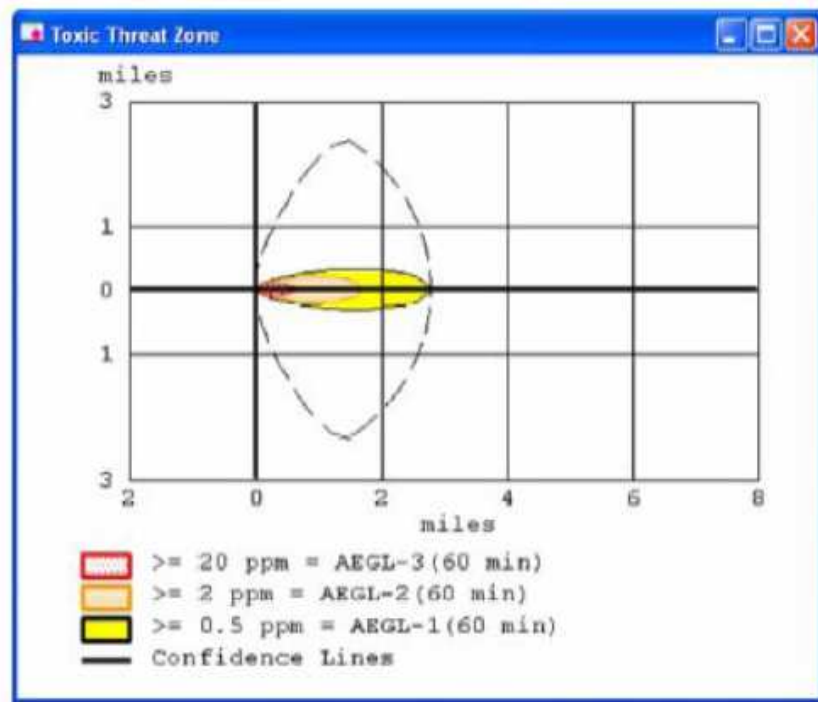 Toxic Threat Zone
miles
3
1
0
1
3
2 0 2 4 6 8
miles
>= 20 ppm = AEGL-3(60 min)
>= 2 ppm = AEGL-2(60 min)
>= 0.5 ppm = AEGL-1(60 min)
Confidence Lines